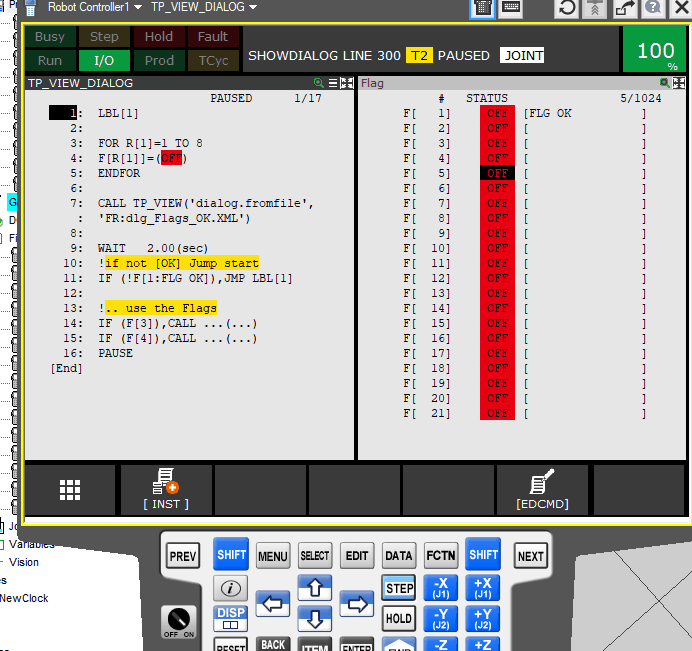 Robot Controller1 TP_VIEW_DIALOG
Busy Step Hold Fault
Run I/O Prod TCyc
SHOWDIALOG LINE 300 T2 PAUSED JOINT
100
%
TP_VIEW_DIALOG
PAUSED 1/17
1: LBL[1]
2:
3: FOR R[1]=1 TO 8
4: F[R[1]]=(OFF)
5: ENDFOR
6:
7: CALL TP_VIEW('dialog.fromfile',
: 'FR:dlg_Flags_OK.XML')
8:
9: WAIT 2.00(sec)
10: !if not [OK] Jump start
11: IF (!F[1:FLG OK]),JMP LBL[1]
12:
13: !.. use the Flags
14: IF (F[3]),CALL ...(...)
15: IF (F[4]),CALL ...(...)
16: PAUSE
[End]
Flag
# STATUS 5/1024
F[ 1] OFF [FLG OK ]
F[ 2] OFF [ ]
F[ 3] OFF [ ]
F[ 4] OFF [ ]
F[ 5] OFF [ ]
F[ 6] OFF [ ]
F[ 7] OFF [ ]
F[ 8] OFF [ ]
F[ 9] OFF [ ]
F[ 10] OFF [ ]
F[ 11] OFF [ ]
F[ 12] OFF [ ]
F[ 13] OFF [ ]
F[ 14] OFF [ ]
F[ 15] OFF [ ]
F[ 16] OFF [ ]
F[ 17] OFF [ ]
F[ 18] OFF [ ]
F[ 19] OFF [ ]
F[ 20] OFF [ ]
F[ 21] OFF [ ]
[ INST ] [EDCMD]
Variables
Vision
NewClock
PREV SHIFT MENU SELECT EDIT DATA FCTN SHIFT NEXT
i STEP -X (J1) +X (J1)
DISP HOLD -Y (J2) +Y (J2)
OFF ON
RESET BACK ITEM ENTER FWD -Z +Z